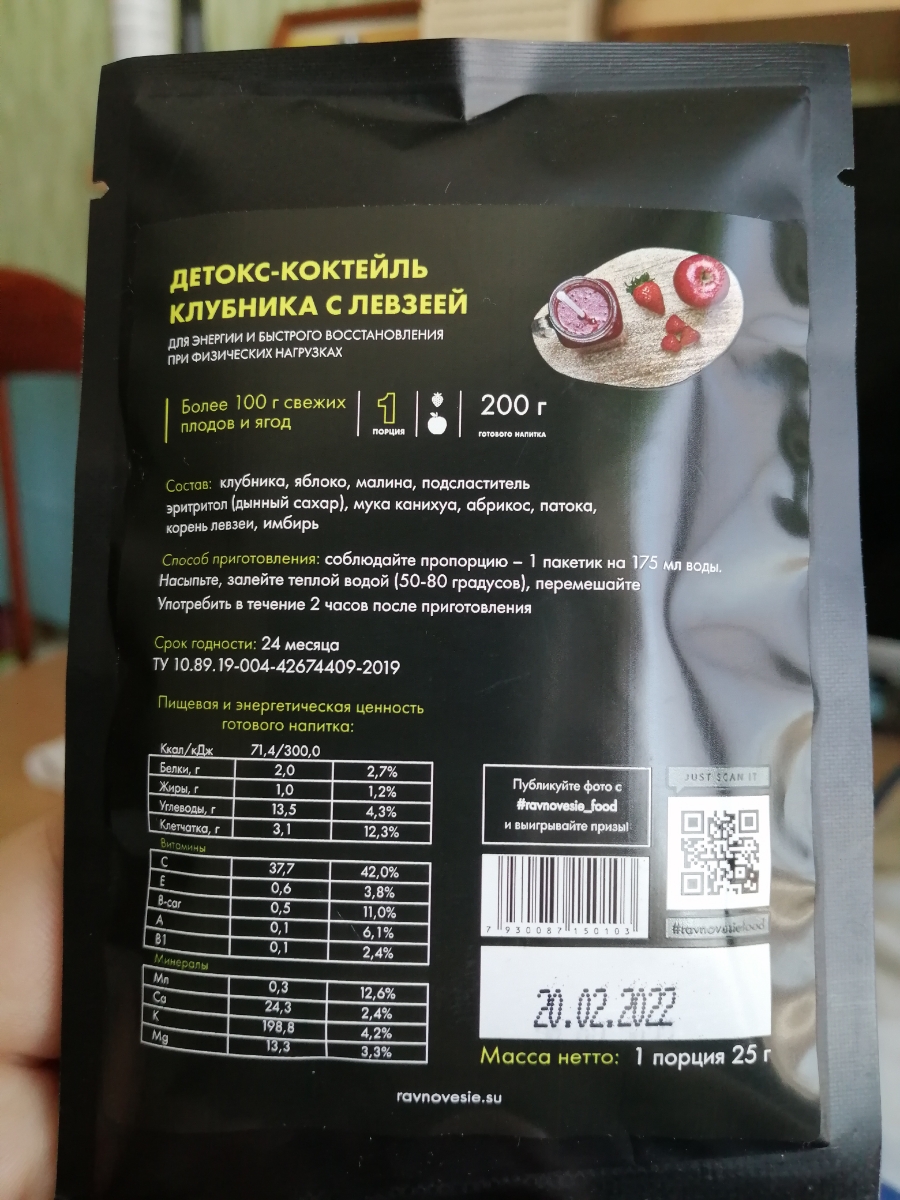 ДЕТОКС-КОКТЕЙЛЬ
КЛУБНИКА С ЛЕВЗЕЕЙ
ДЛЯ ЭНЕРГИИ И БЫСТРОГО ВОССТАНОВЛЕНИЯ
ПРИ ФИЗИЧЕСКИХ НАГРУЗКАХ
Более 100 г свежих
плодов и ягод
1
ПОРЦИЯ
200 г
ГОТОВОГО НАПИТКА
Состав: клубника, яблоко, малина, подсластитель
эритритол (дынный сахар), мука канихуа, абрикос, патока,
корень левзеи, имбирь
Способ приготовления: соблюдайте пропорцию – 1 пакетик на 175 мл воды.
Насыпьте, залейте теплой водой (50-80 градусов), перемешайте
Употребить в течение 2 часов после приготовления
Срок годности: 24 месяца
ТУ 10.89.19-004-42674409-2019
Пищевая и энергетическая ценность
готового напитка:
Ккал/кДж 71,4/300,0
Белки, г 2,0 2,7%
Жиры, г 1,0 1,2%
Углеводы, г 13,5 4,3%
Клетчатка, г 3,1 12,3%
Витамины
C 37,7 42,0%
E 0,6 3,8%
B-car 0,5 11,0%
A 0,1 6,1%
B1 0,1 2,4%
Минералы
Mn 0,3 12,6%
Ca 24,3 2,4%
K 198,8 4,2%
Mg 13,3 3,3%
Публикуйте фото с
#ravnovesie_food
и выигрывайте призы!
JUST SCAN IT
#ravnovesiefood
7 930087 150103
20.02.2022
Масса нетто: 1 порция 25 г
ravnovesie.su